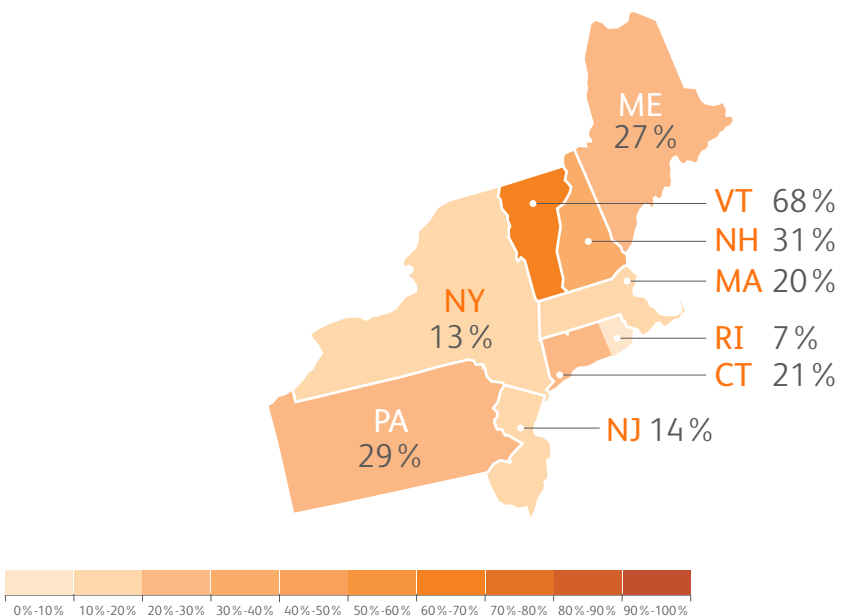 ME
27%
VT 68%
NH 31%
MA 20%
NY
13%
RI 7%
CT 21%
PA
29%
NJ 14%
0%-10% 10%-20% 20%-30% 30%-40% 40%-50% 50%-60% 60%-70% 70%-80% 80%-90% 90%-100%